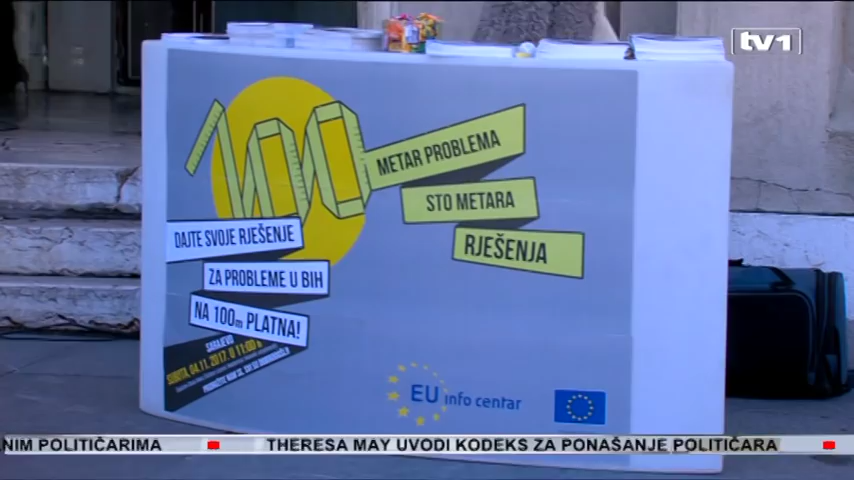 tv1
100
METAR PROBLEMA
STO METARA
RJEŠENJA
DAJTE SVOJE RJEŠENJE
ZA PROBLEME U BIH
NA 100m PLATNA!
SARAJEVO
SUBOTA, 04.11.2017. U 11:00 h
EU info centar
NIM POLITIČARIMA THERESA MAY UVODI KODEKS ZA PONAŠANJE POLITIČARA